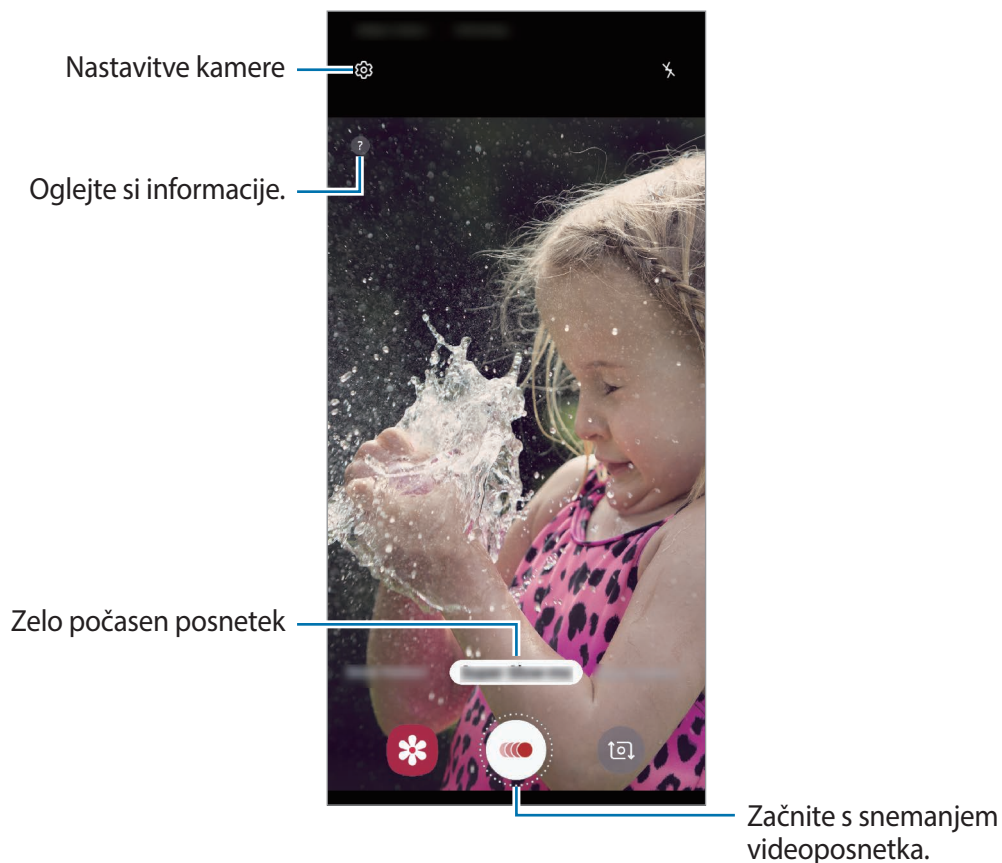 Nastavitve kamere
?
Oglejte si informacije.
Zelo počasen posnetek
Začnite s snemanjem
videoposnetka.